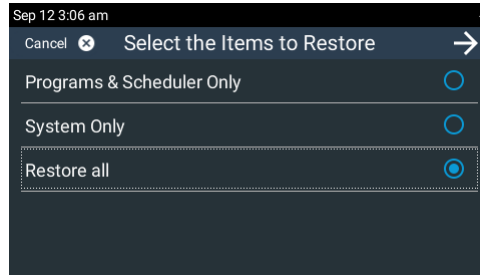 Sep 12 3:06 am
Cancel Select the Items to Restore
Programs & Scheduler Only
System Only
Restore all